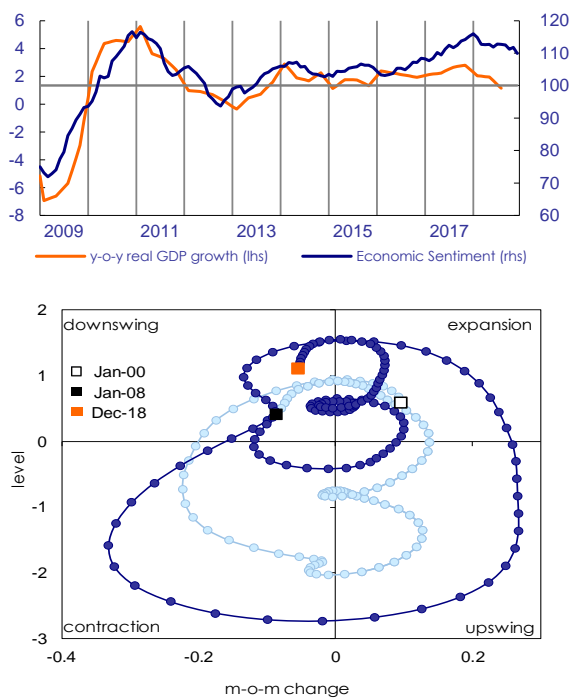 6 120
4 110
2 100
0 90
-2 80
-4
-6 70
-8 60
2009 2011 2013 2015 2017
y-o-y real GDP growth (lhs) Economic Sentiment (rhs)
2
downswing expansion
Jan-00
Jan-08
Dec-18
1
0
level
-1
-2
contraction upswing
-3
-0.4 -0.2 0 0.2
m-o-m change